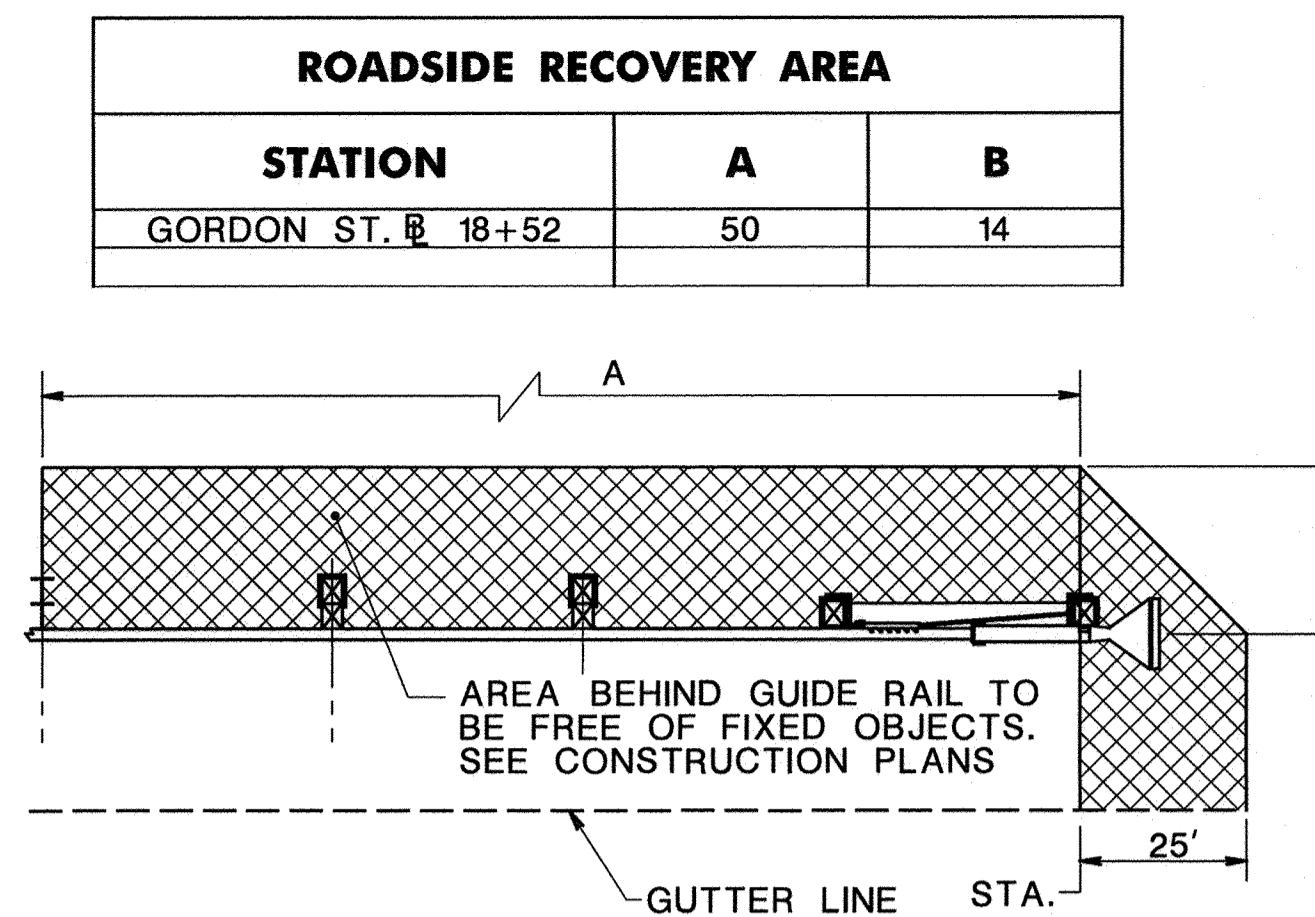 ROADSIDE RECOVERY AREA
STATION A B
GORDON ST. BL 18+52 50 14
A
AREA BEHIND GUIDE RAIL TO
BE FREE OF FIXED OBJECTS.
SEE CONSTRUCTION PLANS
25'
GUTTER LINE STA.